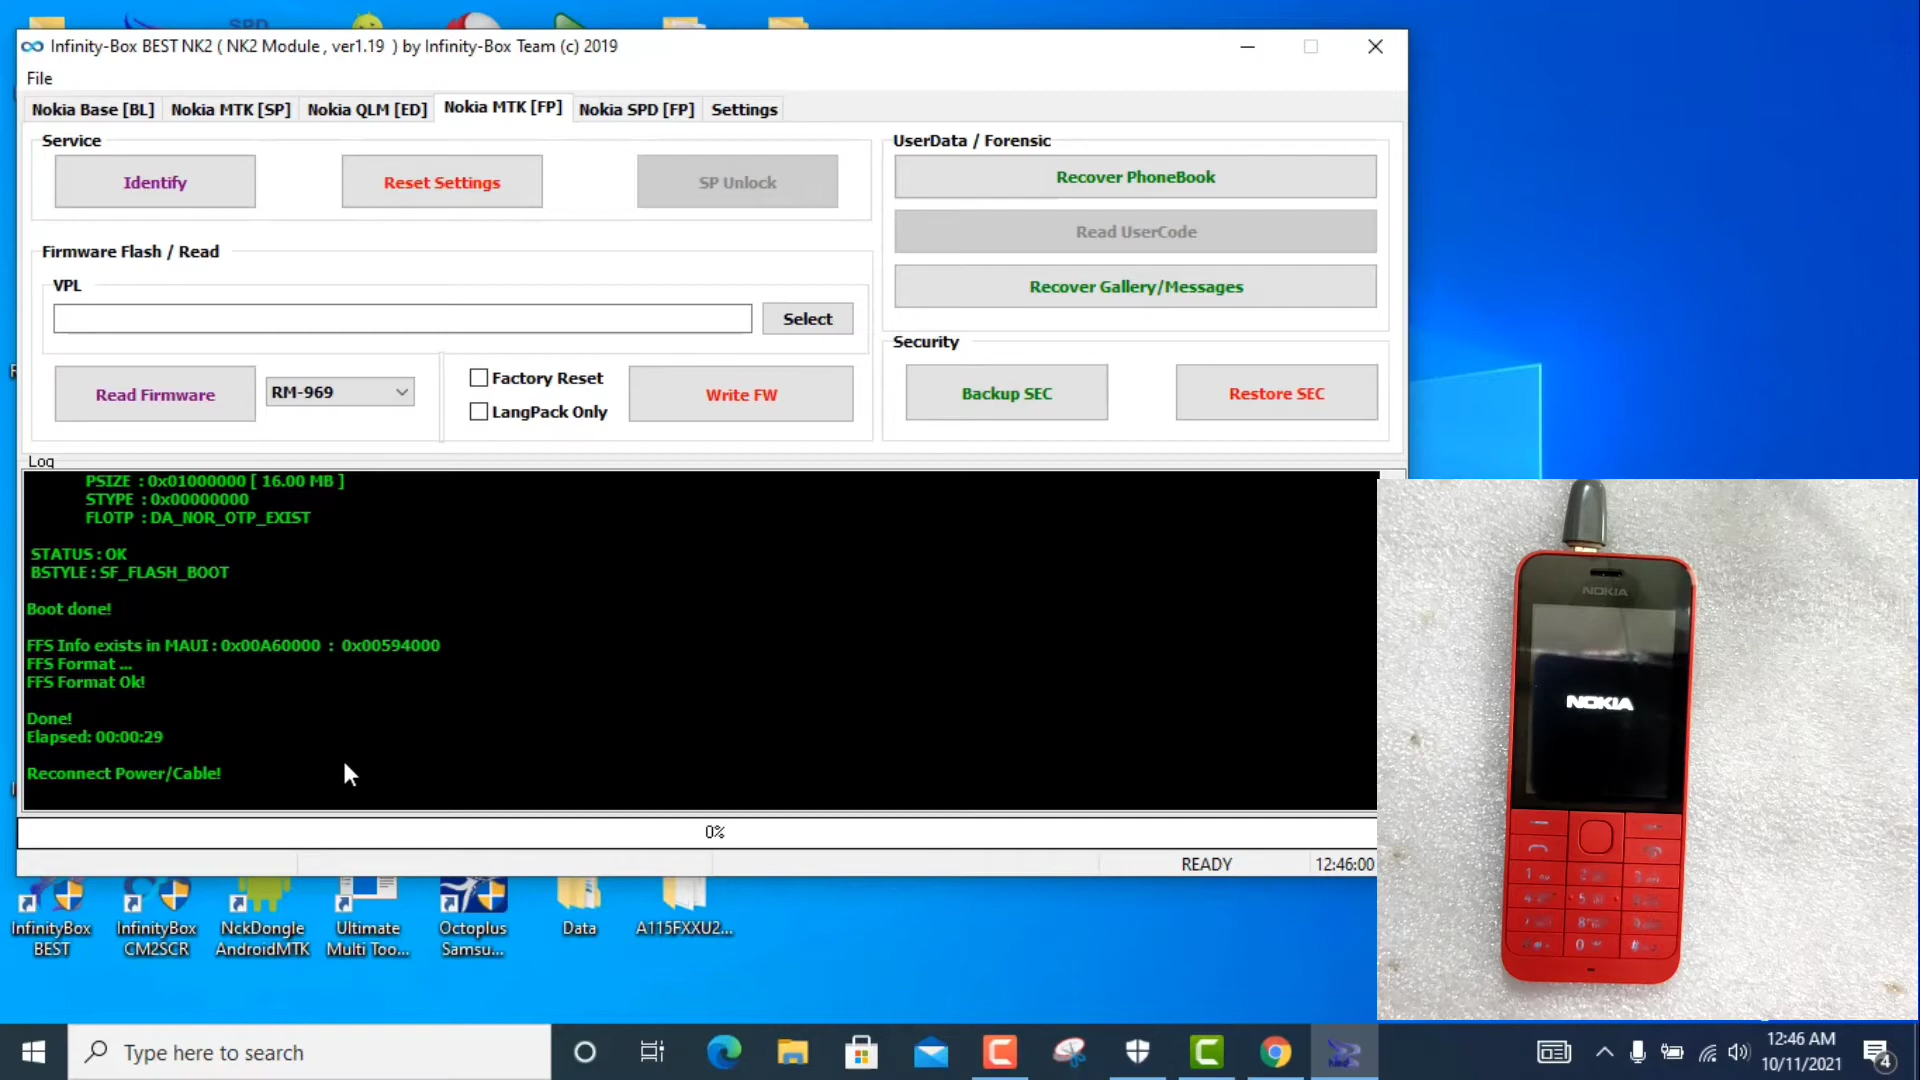 SPD
Infinity-Box BEST NK2 ( NK2 Module , ver1.19 ) by Infinity-Box Team (c) 2019
File
Nokia Base [BL] Nokia MTK [SP] Nokia QLM [ED] Nokia MTK [FP] Nokia SPD [FP] Settings
Service
Identify Reset Settings SP Unlock
Firmware Flash / Read
VPL
Select
Read Firmware RM-969
Factory Reset
LangPack Only
Write FW
UserData / Forensic
Recover PhoneBook
Read UserCode
Recover Gallery/Messages
Security
Backup SEC Restore SEC
Log
PSIZE : 0x01000000 [ 16.00 MB ]
STYPE : 0x00000000
FLOTP : DA_NOR_OTP_EXIST
STATUS : OK
BSTYLE : SF_FLASH_BOOT
Boot done!
FFS Info exists in MAUI : 0x00A60000 : 0x00594000
FFS Format ...
FFS Format Ok!
Done!
Elapsed: 00:00:29
Reconnect Power/Cable!
0%
READY 12:46:00
NOKIA
NOKIA
InfinityBox
BEST
InfinityBox
CM2SCR
NckDongle
AndroidMTK
Ultimate
Multi Too...
Octoplus
Samsu...
Data
A115FXXU2...
Type here to search
12:46 AM
10/11/2021
4